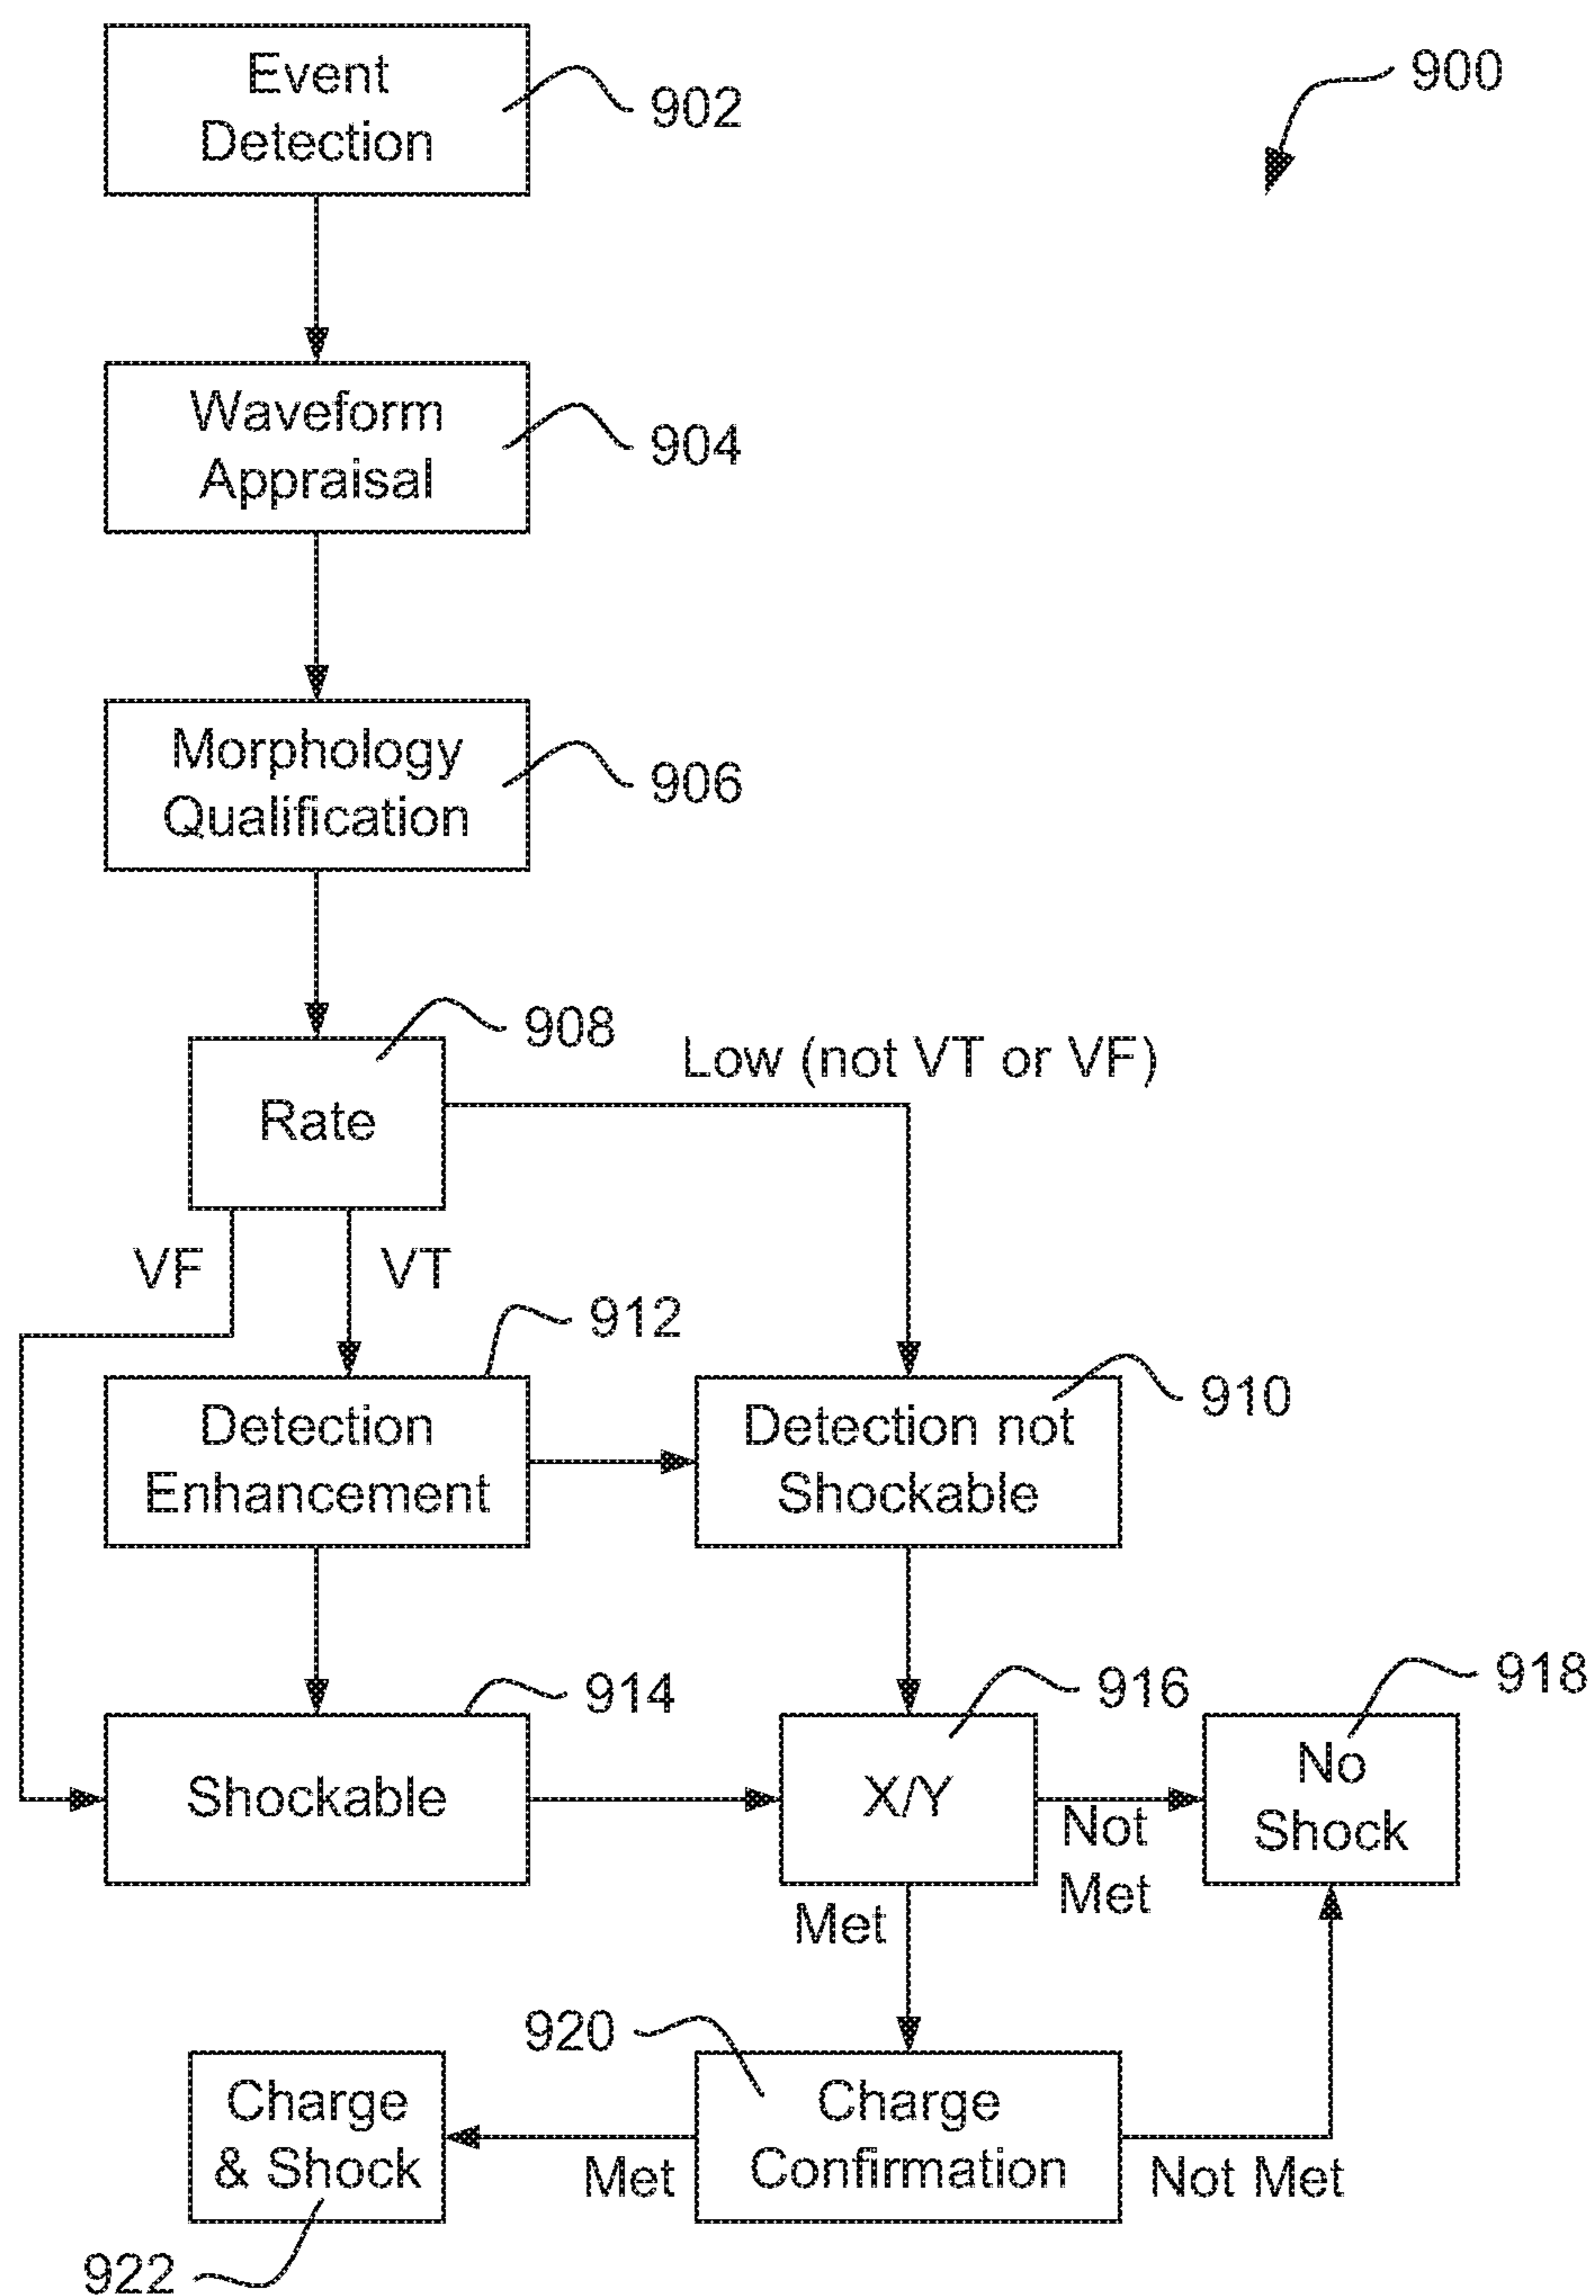 Event
Detection
902
900
Waveform
Appraisal
904
Morphology
Qualification
906
908
Rate
Low (not VT or VF)
VF
VT
912
910
Detection
Enhancement
Detection not
Shockable
914
916
918
Shockable
X/Y
No
Shock
Not
Met
Met
920
Charge
& Shock
Met
Charge
Confirmation
Not Met
922